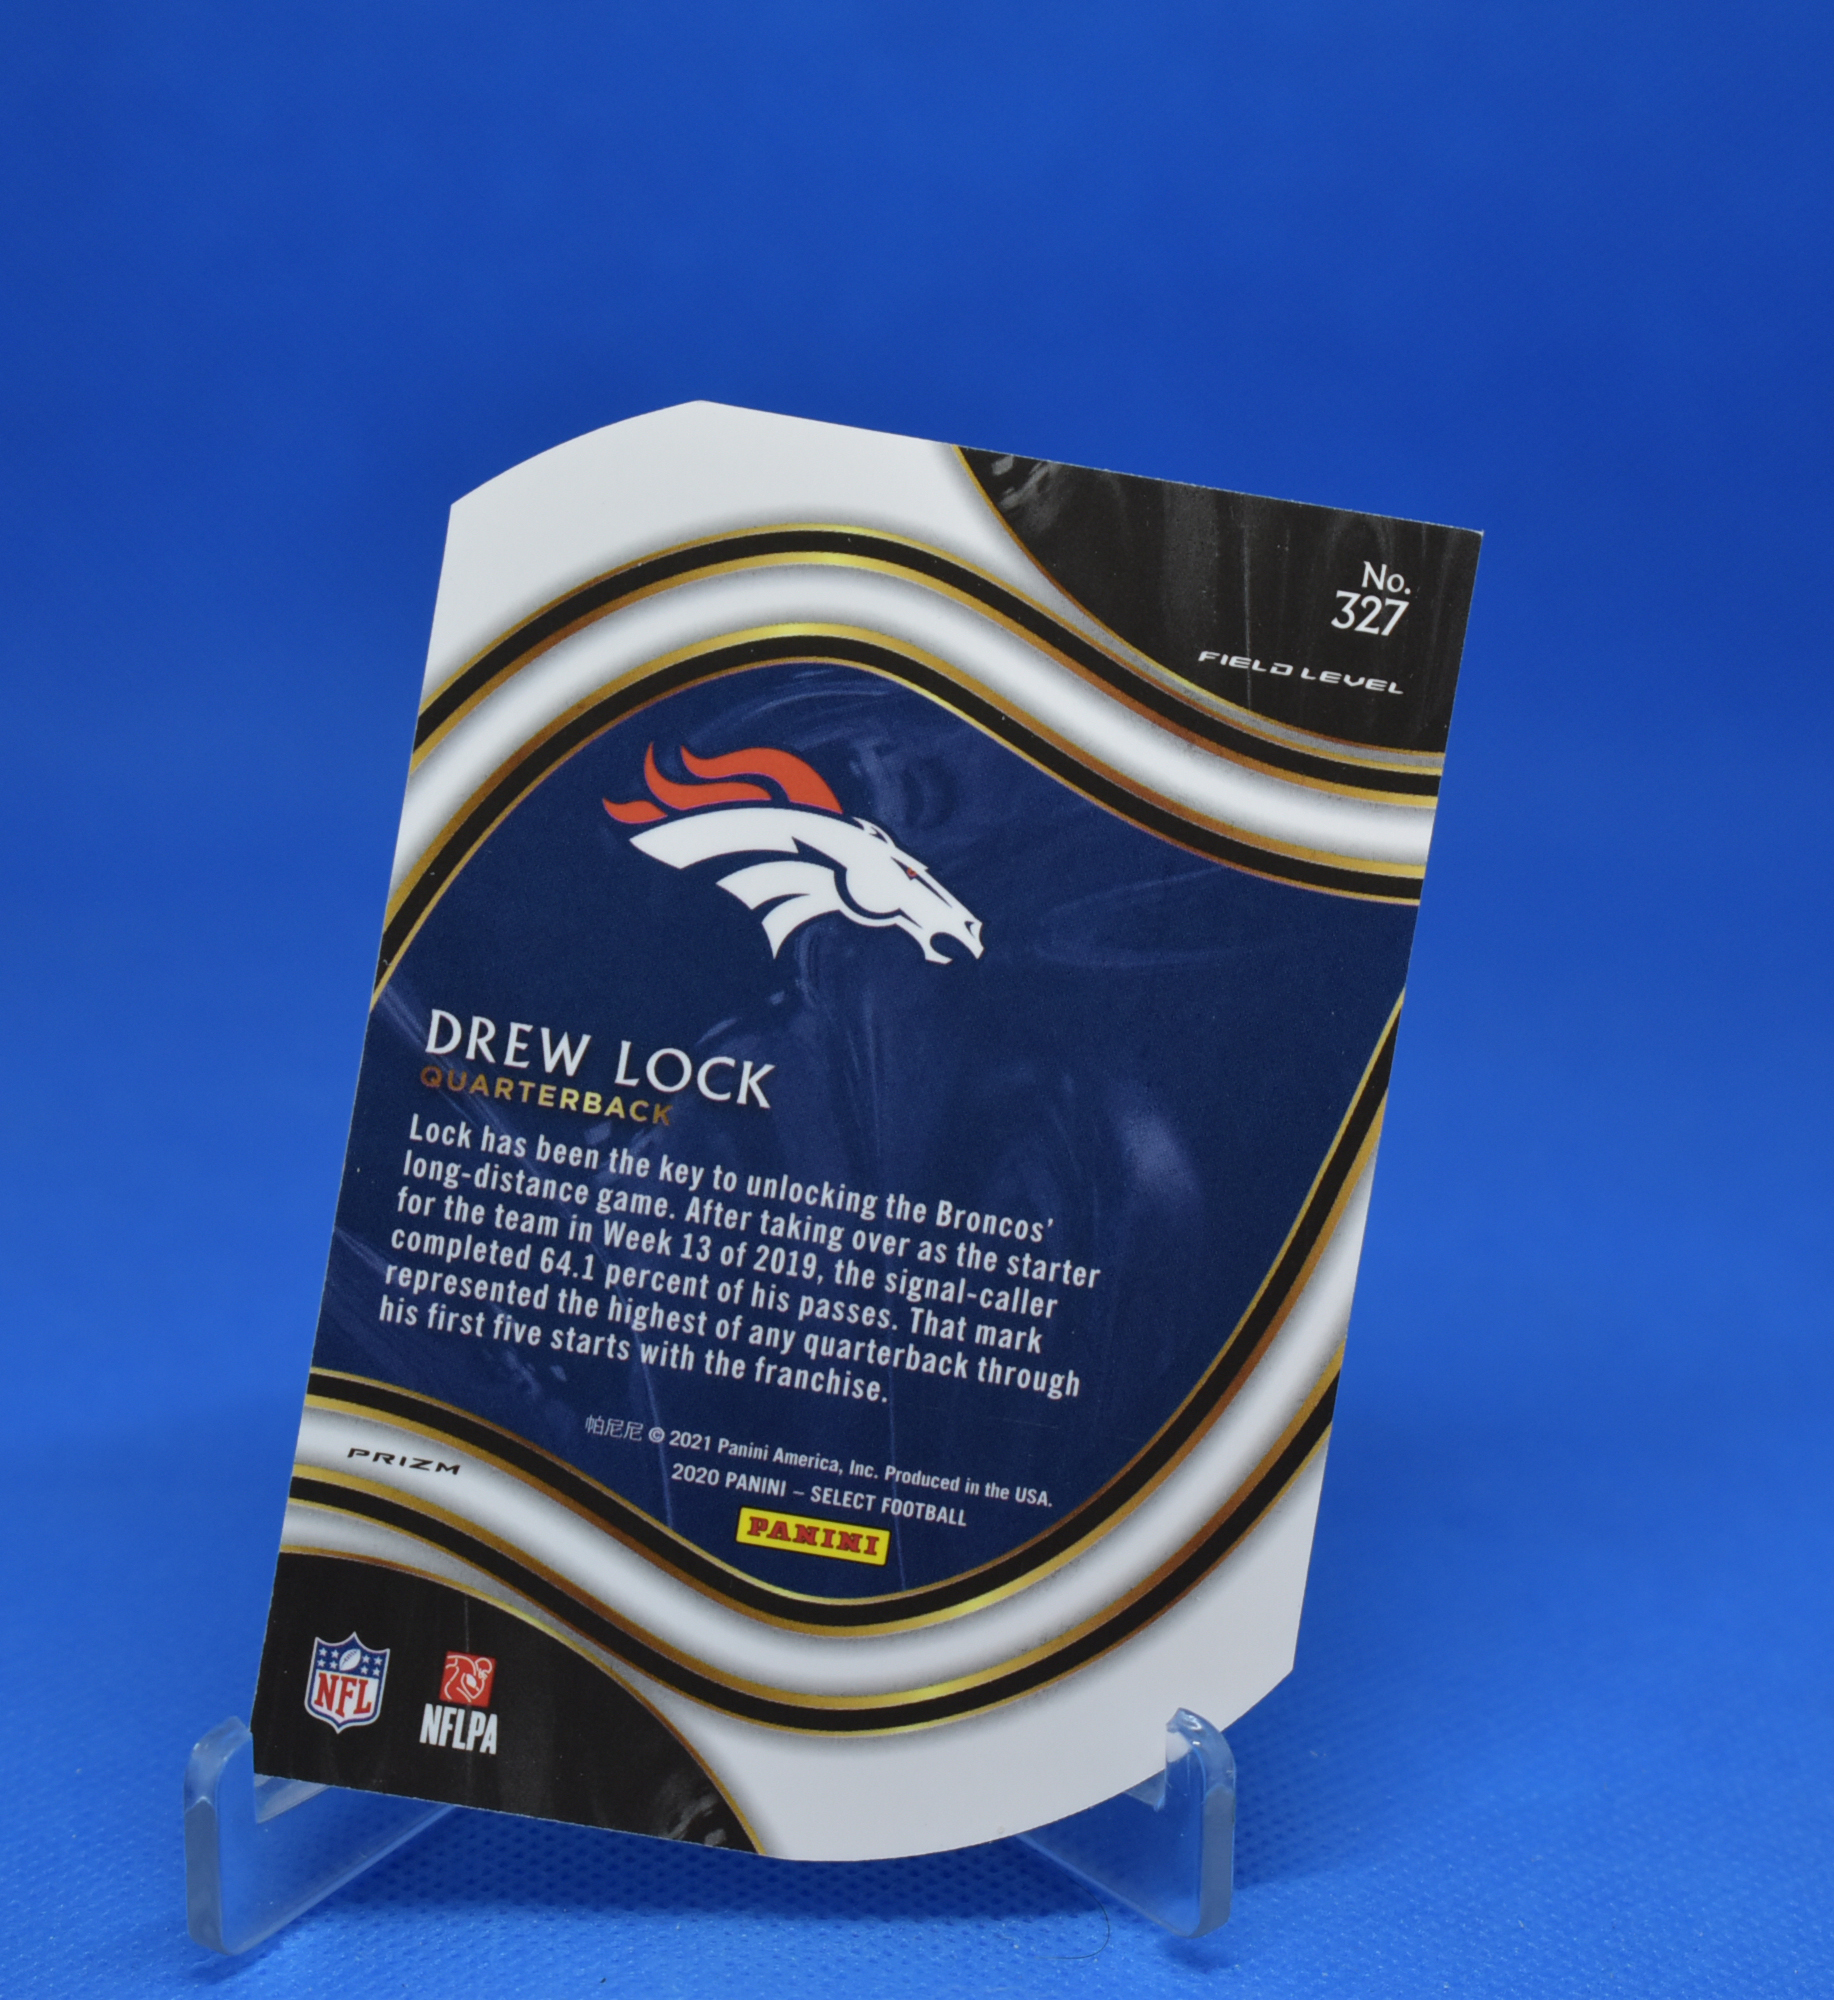 No.
327
FIELD LEVEL
DREW LOCK
QUARTERBACK
Lock has been the key to unlocking the Broncos'
long-distance game. After taking over as the starter
for the team in Week 13 of 2019, the signal-caller
completed 64.1 percent of his passes. That mark
represented the highest of any quarterback through
his first five starts with the franchise.
帕尼尼 © 2021 Panini America, Inc. Produced in the USA.
2020 PANINI – SELECT FOOTBALL
PANINI
PRIZM
NFL
NFLPA